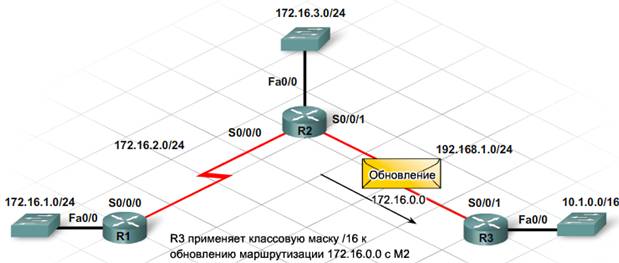 172.16.3.0/24
Fa0/0
R2
S0/0/0
S0/0/1
172.16.2.0/24
192.168.1.0/24
Обновление
172.16.0.0
172.16.1.0/24
Fa0/0
S0/0/0
R1
S0/0/1
10.1.0.0/16
Fa0/0
R3
R3 применяет классовую маску /16 к
обновлению маршрутизации 172.16.0.0 с М2